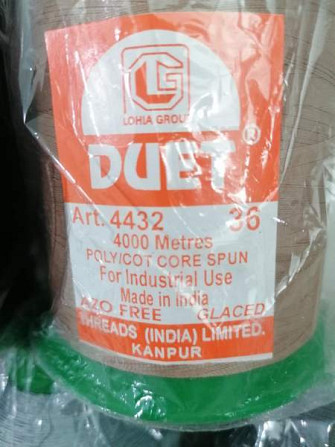 LG
LOHIA GROUP
DUET®
Art. 4432 36
4000 Metres
POLY/COT CORE SPUN
For Industrial Use
Made in India
AZO FREE GLACED
THREADS (INDIA) LIMITED.
KANPUR